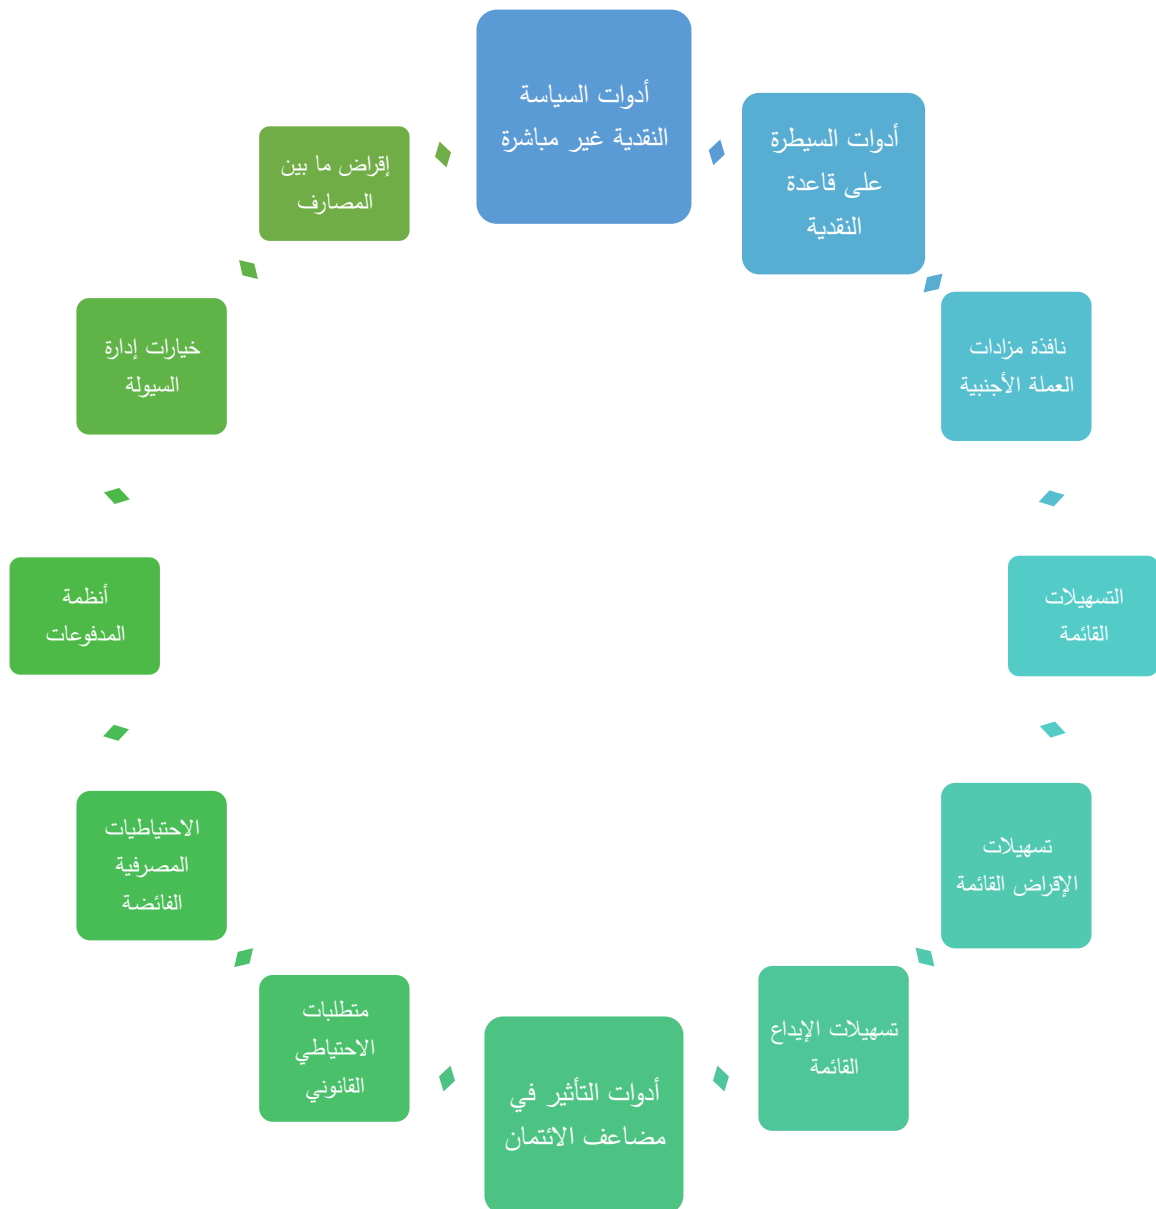 أدوات السياسة
النقدية غير مباشرة
أدوات السيطرة
على قاعدة
النقدية
نافذة مزادات
العملة الأجنبية
التسهيلات
القائمة
تسهيلات
الإقراض القائمة
تسهيلات الإيداع
القائمة
أدوات التأثير في
مضاعف الائتمان
متطلبات
الاحتياطي
القانوني
الاحتياطيات
المصرفية
الفائضة
أنظمة
المدفوعات
خيارات إدارة
السيولة
إقراض ما بين
المصارف